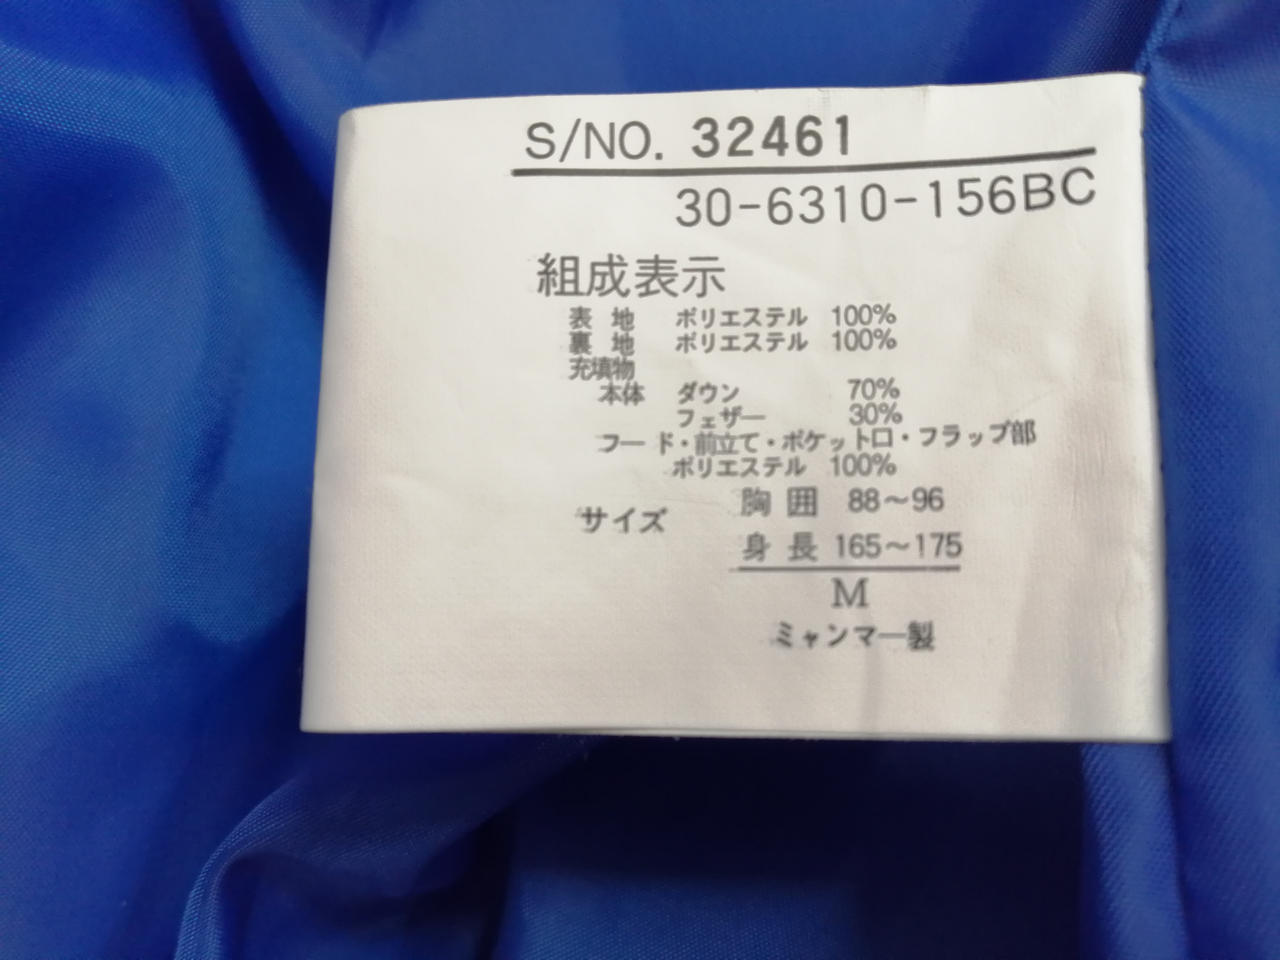 S/NO. 32461
30-6310-156BC
組成表示
表 地 ポリエステル 100%
裏 地 ポリエステル 100%
充填物
本体 ダウン 70%
フェザー 30%
フード・前立て・ポケット口・フラップ部
ポリエステル 100%
サイズ 胸 囲 88~96
身 長 165~175
M
ミャンマー製